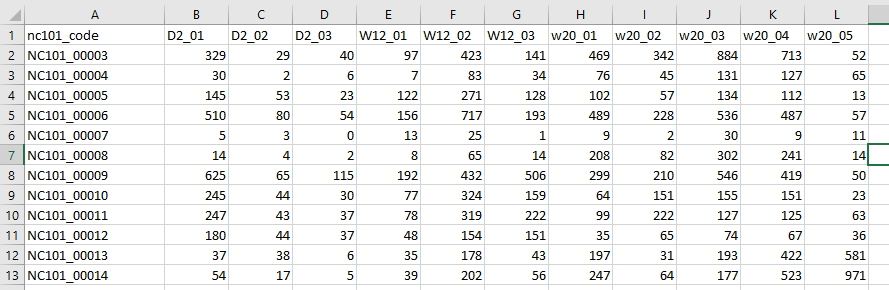 A B C D E F G H I J K L
1 nc101_code D2_01 D2_02 D2_03 W12_01 W12_02 W12_03 w20_01 w20_02 w20_03 w20_04 w20_05
2 NC101_00003 329 29 40 97 423 141 469 342 884 713 52
3 NC101_00004 30 2 6 7 83 34 76 45 131 127 65
4 NC101_00005 145 53 23 122 271 128 102 57 134 112 13
5 NC101_00006 510 80 54 156 717 193 489 228 536 487 57
6 NC101_00007 5 3 0 13 25 1 9 2 30 9 11
7 NC101_00008 14 4 2 8 65 14 208 82 302 241 14
8 NC101_00009 625 65 115 192 432 506 299 210 546 419 50
9 NC101_00010 245 44 30 77 324 159 64 151 155 151 23
10 NC101_00011 247 43 37 78 319 222 99 222 127 125 63
11 NC101_00012 180 44 37 48 154 151 35 65 74 67 36
12 NC101_00013 37 38 6 35 178 43 197 31 193 422 581
13 NC101_00014 54 17 5 39 202 56 247 64 177 523 971